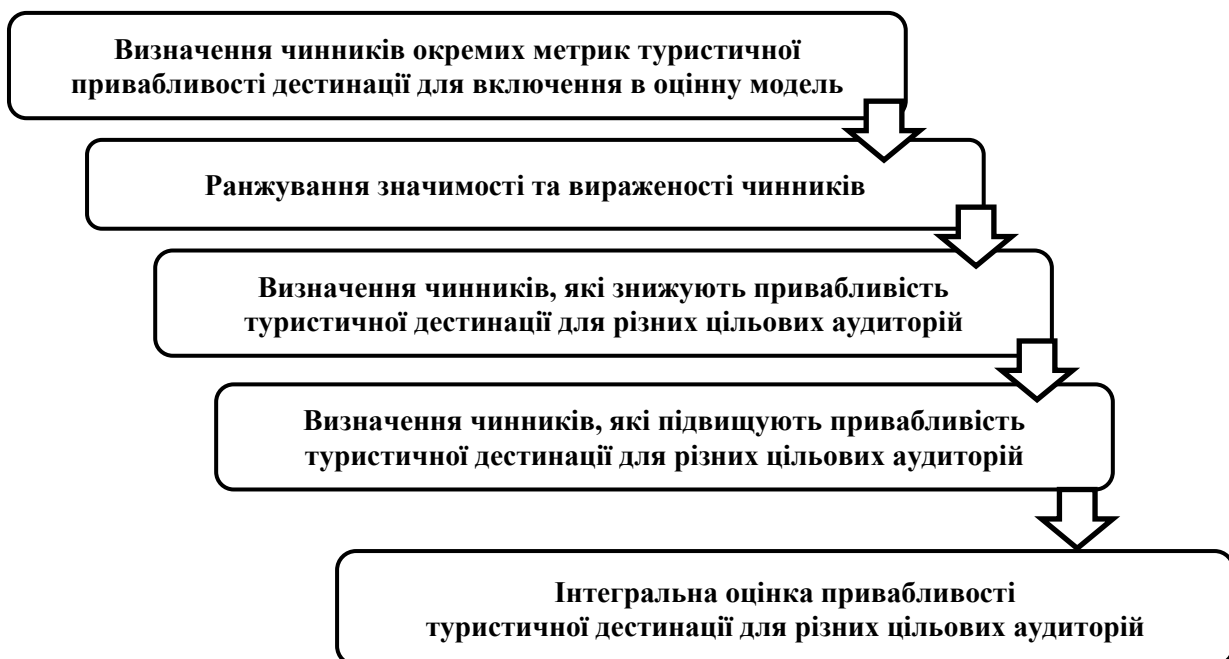 Визначення чинників окремих метрик туристичної
привабливості дестинації для включення в оцінну модель
Ранжування значимості та вираженості чинників
Визначення чинників, які знижують привабливість
туристичної дестинації для різних цільових аудиторій
Визначення чинників, які підвищують привабливість
туристичної дестинації для різних цільових аудиторій
Інтегральна оцінка привабливості
туристичної дестинації для різних цільових аудиторій